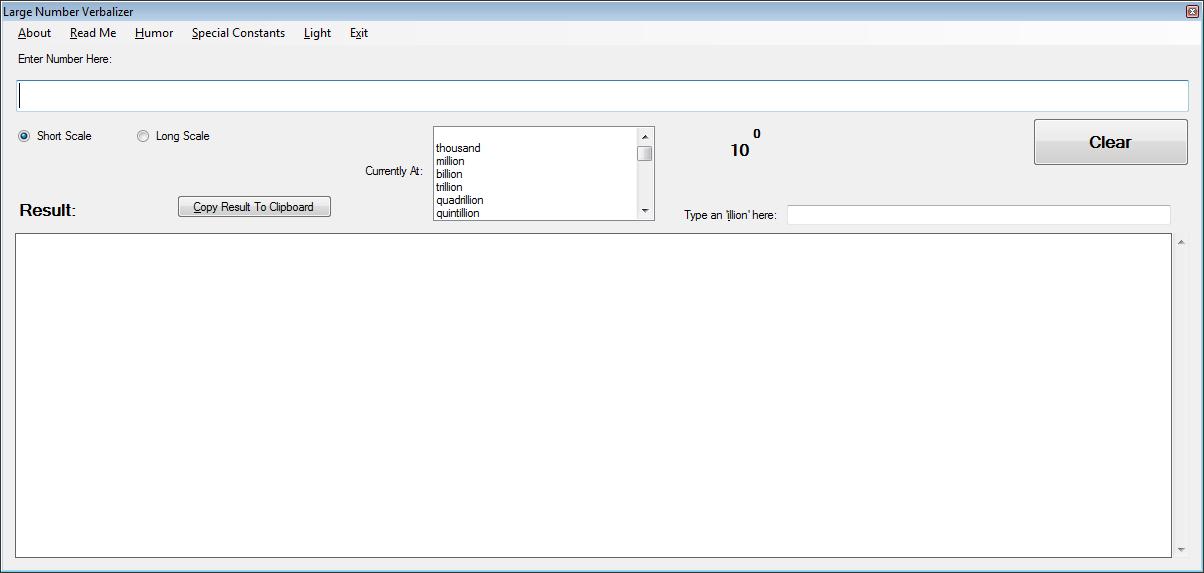 Large Number Verbalizer
About Read Me Humor Special Constants Light Exit
Enter Number Here:
Short Scale Long Scale
Currently At:
thousand
million
billion
trillion
quadrillion
quintillion
10 0
Clear
Result:
Copy Result To Clipboard
Type an 'illion' here: